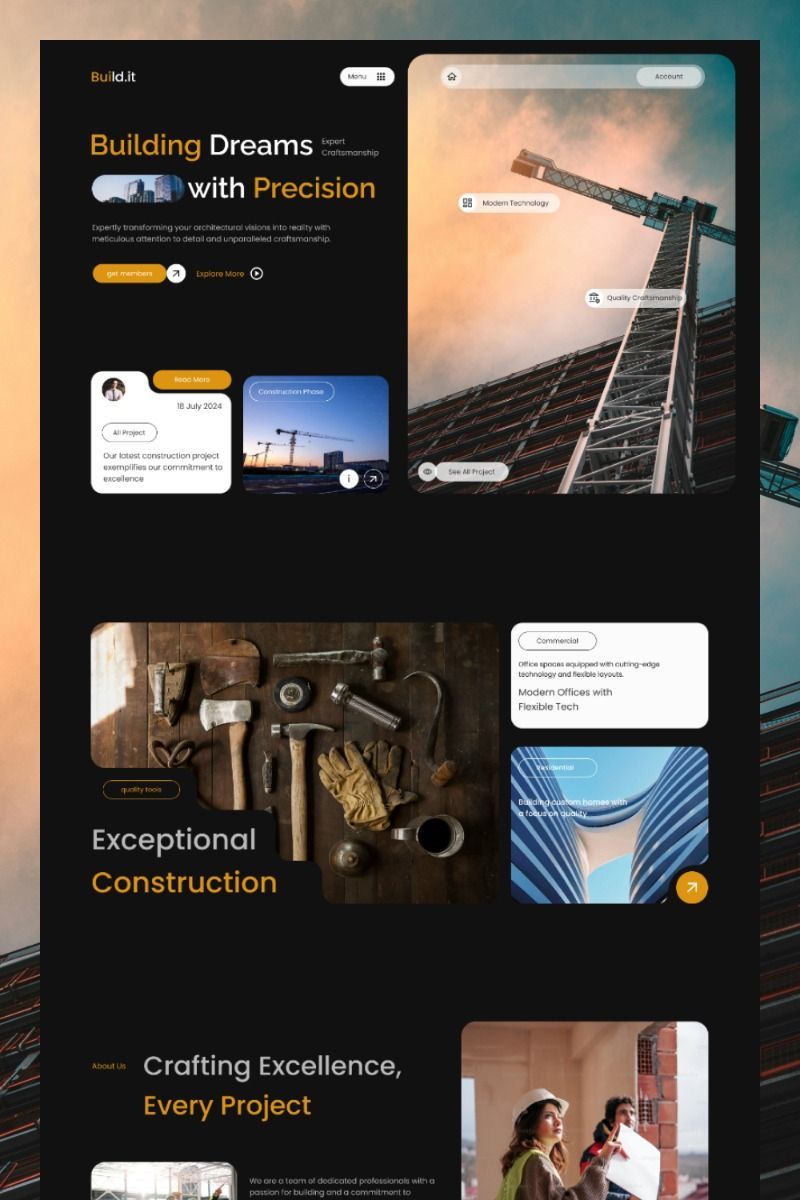 Build.it
Menu
Account
Building Dreams
Expert
Craftsmanship
with Precision
Expertly transforming your architectural visions into reality with
meticulous attention to detail and unparalleled craftsmanship.
get members
Explore More
Modern Technology
Quality Craftsmanship
See All Project
Read More
18 July 2024
All Project
Our latest construction project
exemplifies our commitment to
excellence
Construction Phase
i
quality tools
Exceptional
Construction
Commercial
Office spaces equipped with cutting-edge
technology and flexible layouts.
Modern Offices with
Flexible Tech
Residential
Building custom homes with
a focus on quality
About Us
Crafting Excellence,
Every Project
We are a team of dedicated professionals with a
passion for building and a commitment to